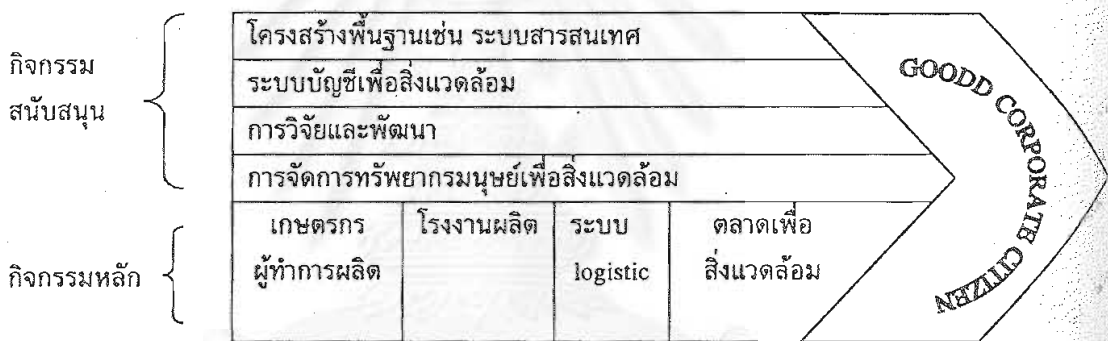 กิจกรรม
สนับสนุน
โครงสร้างพื้นฐานเช่น ระบบสารสนเทศ
ระบบบัญชีเพื่อสิ่งแวดล้อม
การวิจัยและพัฒนา
การจัดการทรัพยากรมนุษย์เพื่อสิ่งแวดล้อม
กิจกรรมหลัก
เกษตรกร
ผู้ทำการผลิต
โรงงานผลิต
ระบบ
logistic
ตลาดเพื่อ
สิ่งแวดล้อม
GOODD CORPORATE CITIZEN